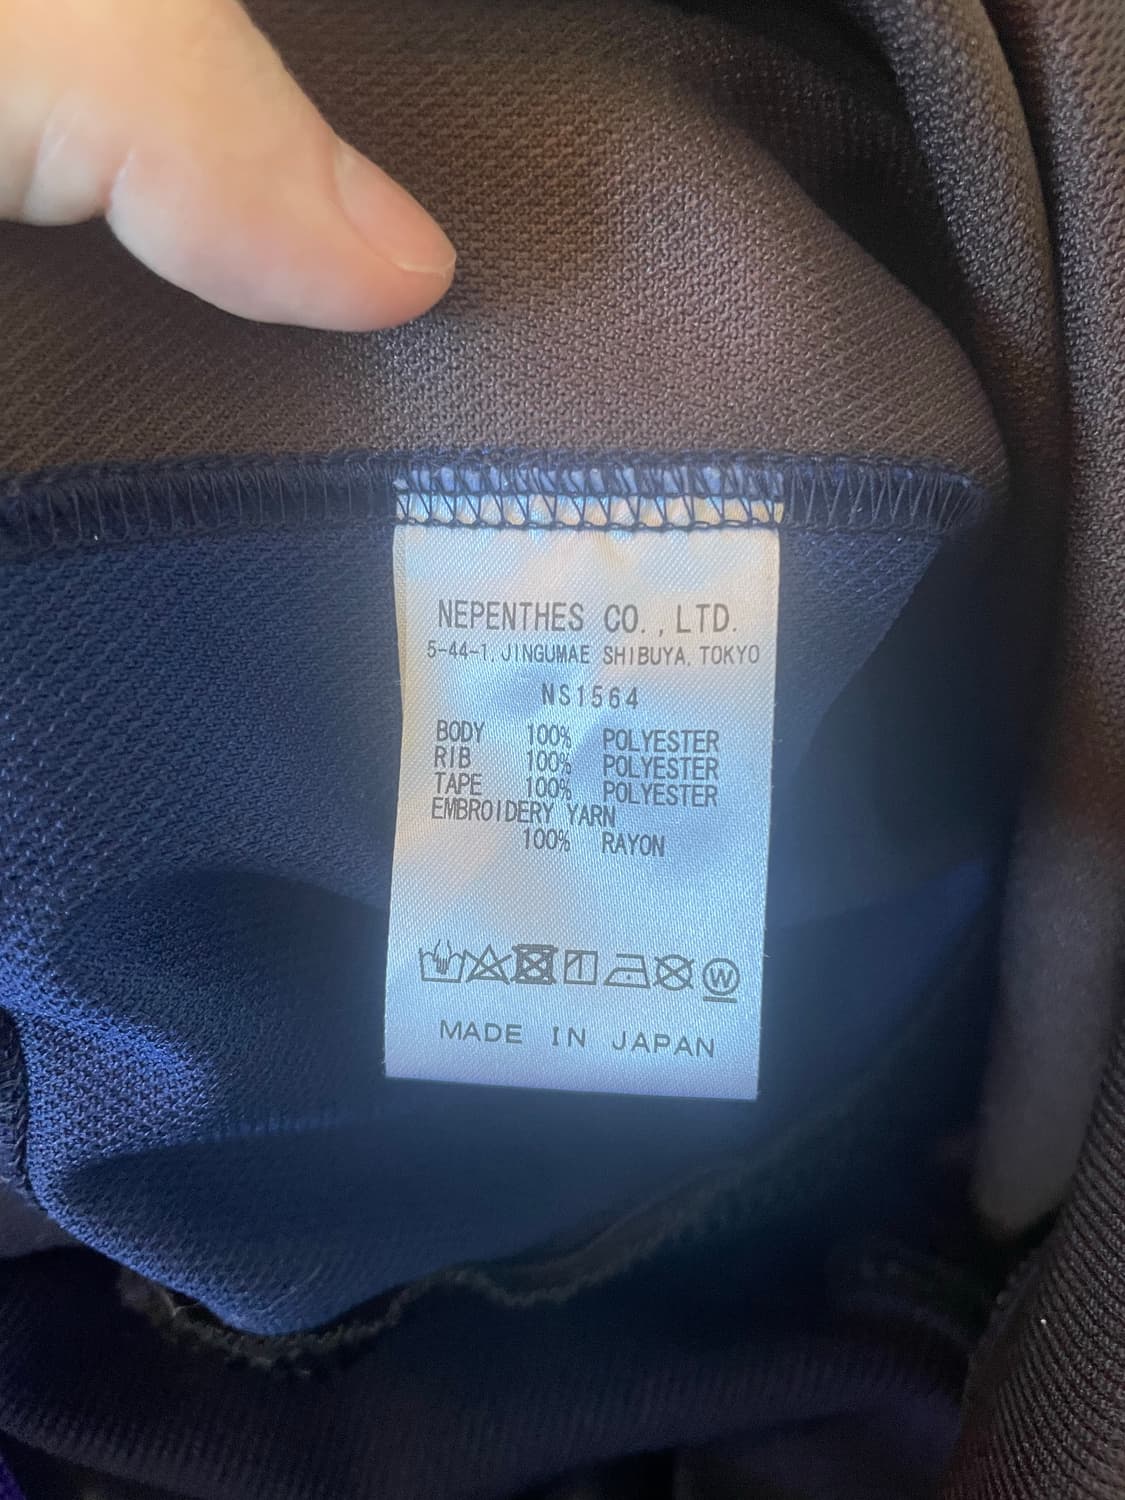 NEPENTHES CO., LTD.
5-44-1, JINGUMAE SHIBUYA, TOKYO
NS1564
BODY 100% POLYESTER
RIB 100% POLYESTER
TAPE 100% POLYESTER
EMBROIDERY YARN
100% RAYON
W
MADE IN JAPAN